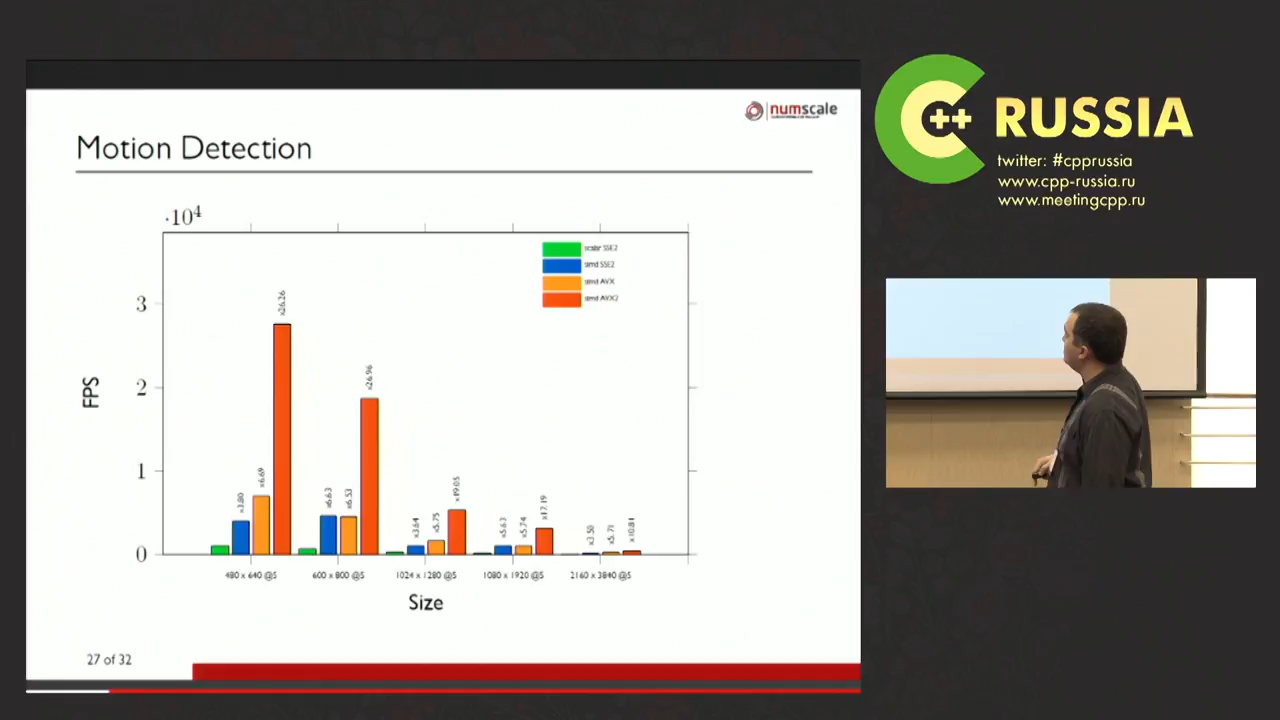 numscale
Motion Detection
·10⁴
scalar SSE2
simd SSE2
simd AVX
simd AVX2
3
2
1
0
FPS
x3.80
x6.69
x26.26
x6.63
x6.53
x26.96
x3.64
x5.75
x19.05
x5.63
x5.74
x17.19
x3.50
x5.71
x10.81
480 x 640 @5
600 x 800 @5
1024 x 1280 @5
1080 x 1920 @5
2160 x 3840 @5
Size
27 of 32
C++ RUSSIA
twitter: #cpprussia
www.cpp-russia.ru
www.meetingcpp.ru